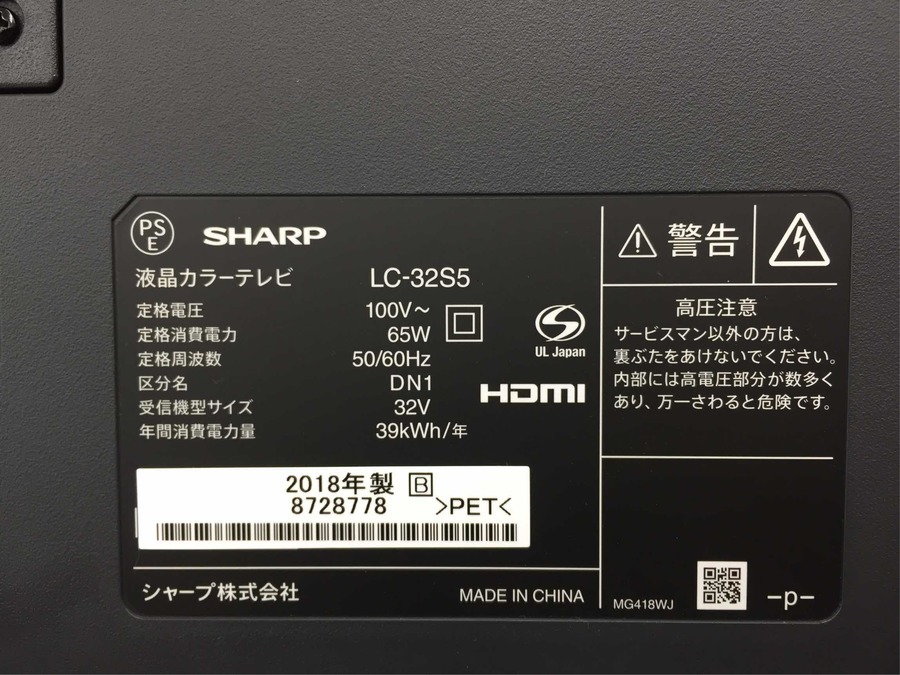 PS
E
SHARP
液晶カラーテレビ LC-32S5
定格電圧 100V～
定格消費電力 65W
定格周波数 50/60Hz
区分名 DN1
受信機型サイズ 32V
年間消費電力量 39kWh/年
UL Japan
HDMI
2018年製 B
8728778 >PET<
シャープ株式会社 MADE IN CHINA
警告
高圧注意
サービスマン以外の方は、
裏ぶたをあけないでください。
内部には高電圧部分が数多く
あり、万一さわると危険です。
MG418WJ
-p-